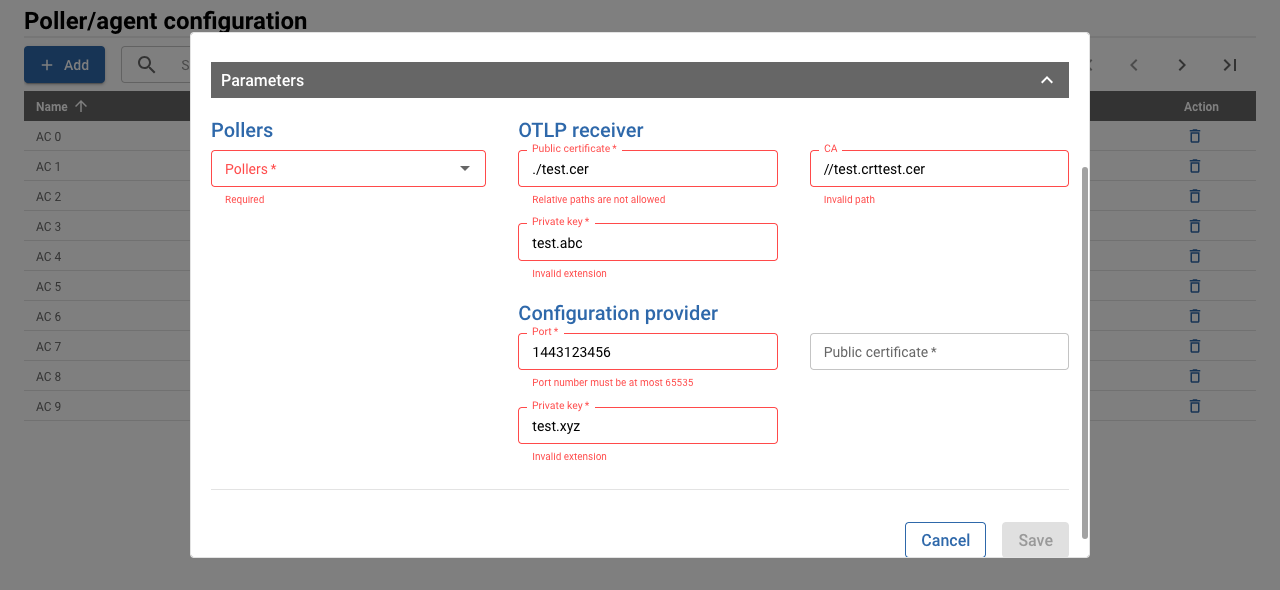 Poller/agent configuration
Add
S
Parameters
Name
Action
Pollers
OTLP receiver
Public certificate *
CA
AC 0
Pollers *
./test.cer
//test.crttest.cer
AC 1
Required
Relative paths are not allowed
Invalid path
AC 2
Private key *
AC 3
test.abc
AC 4
Invalid extension
AC 5
Configuration provider
AC 6
Port *
AC 7
1443123456
Public certificate *
AC 8
Port number must be at most 65535
Private key *
AC 9
test.xyz
Invalid extension
Cancel
Save